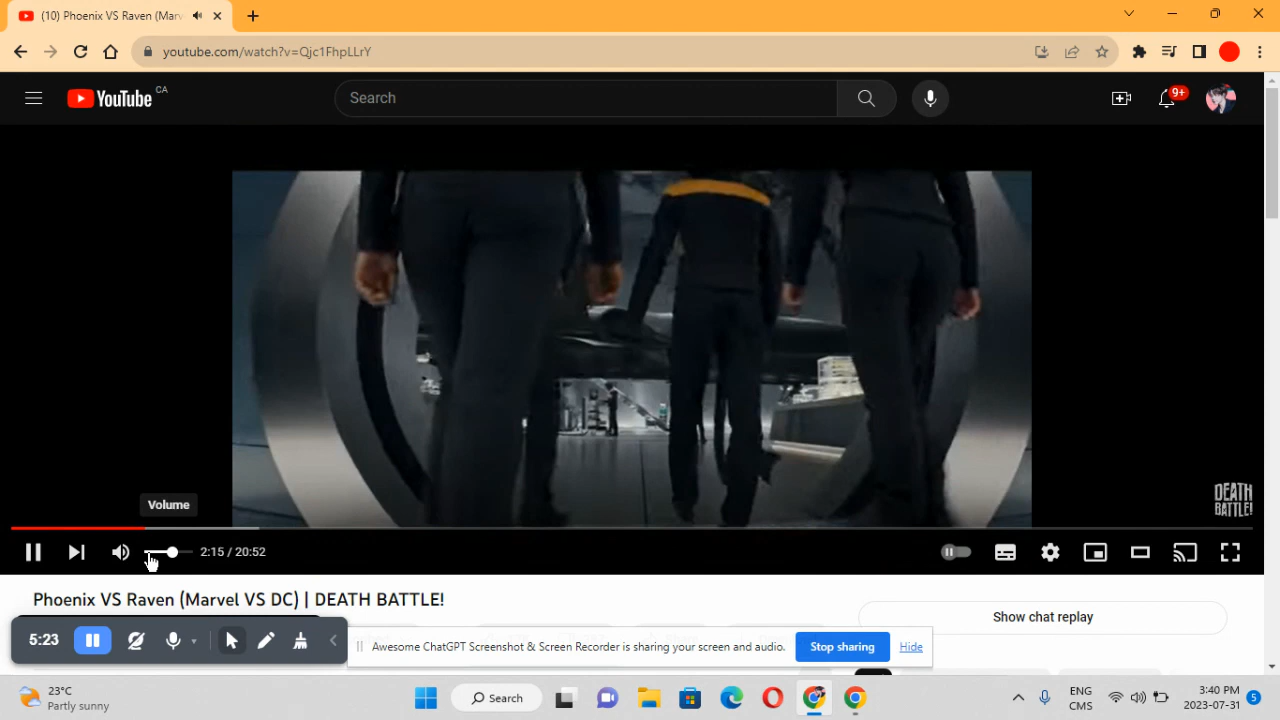 (10) Phoenix VS Raven (Marv
youtube.com/watch?v=Qjc1FhpLLrY
YouTube CA
Search
9+
DEATH BATTLE!
Volume
2:15 / 20:52
Phoenix VS Raven (Marvel VS DC) | DEATH BATTLE!
Show chat replay
5:23
Awesome ChatGPT Screenshot & Screen Recorder is sharing your screen and audio.
Stop sharing
Hide
23°C
Partly sunny
Search
ENG
CMS
3:40 PM
2023-07-31
5